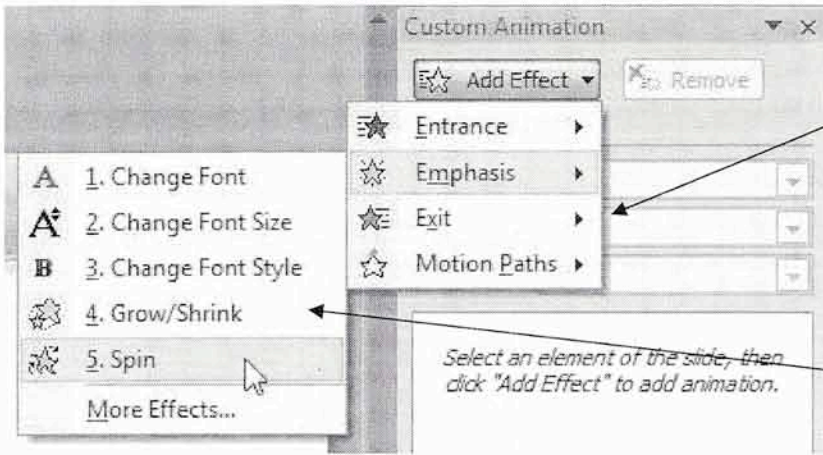 Custom Animation
Add Effect
Remove
Entrance
Emphasis
Exit
Motion Paths
1. Change Font
2. Change Font Size
3. Change Font Style
4. Grow/Shrink
5. Spin
More Effects...
Select an element of the slide, then
click "Add Effect" to add animation.